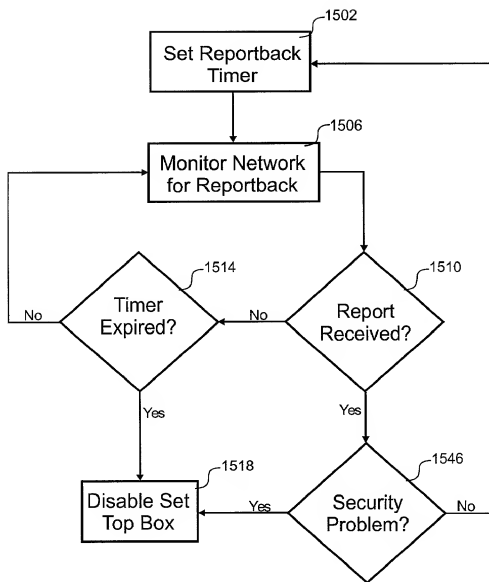 1502
Set Reportback
Timer
1506
Monitor Network
for Reportback
1514
Timer
Expired?
No
1510
Report
Received?
No
Yes
Yes
1518
Disable Set
Top Box
1546
Security
Problem?
Yes
No